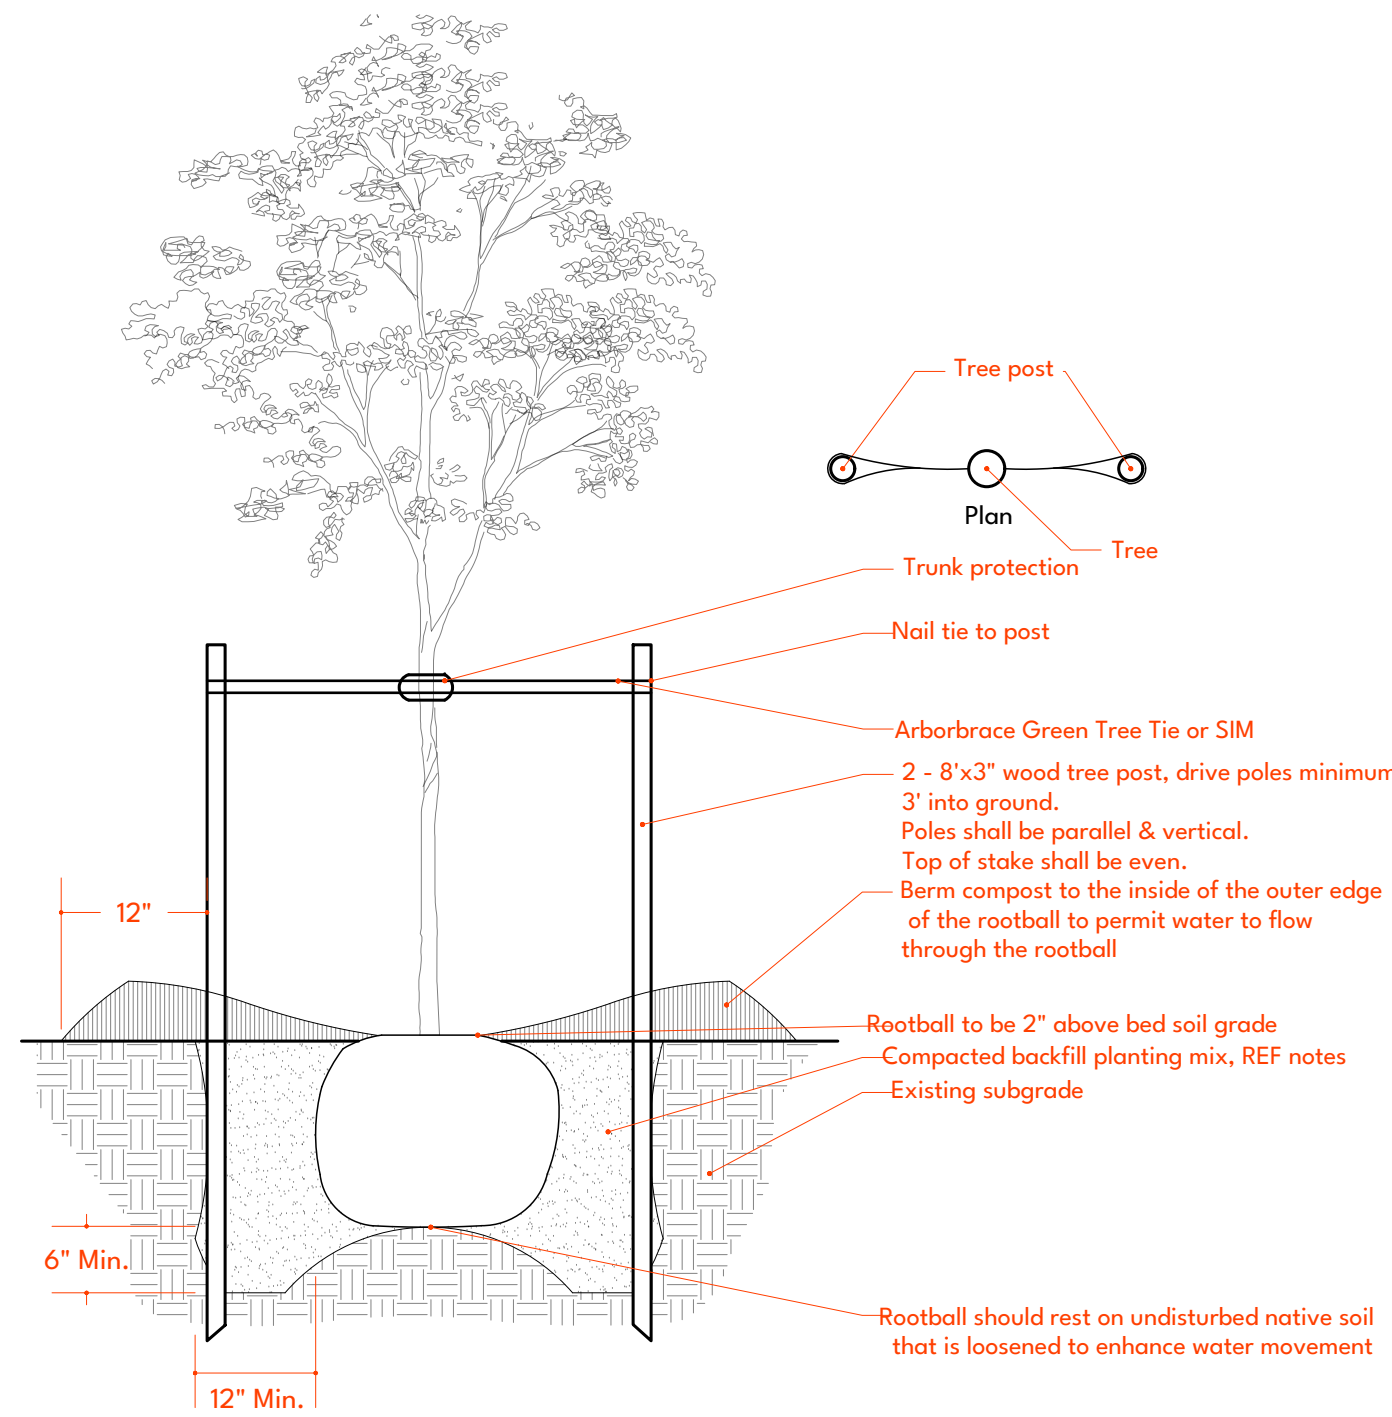 Tree post
Plan
Tree
Trunk protection
Nail tie to post
Arborbrace Green Tree Tie or SIM
2 - 8'x3" wood tree post, drive poles minimum
3' into ground.
Poles shall be parallel & vertical.
Top of stake shall be even.
12"
Berm compost to the inside of the outer edge
of the rootball to permit water to flow
through the rootball
Rootball to be 2" above bed soil grade
Compacted backfill planting mix, REF notes
Existing subgrade
6" Min.
Rootball should rest on undisturbed native soil
that is loosened to enhance water movement
12" Min.